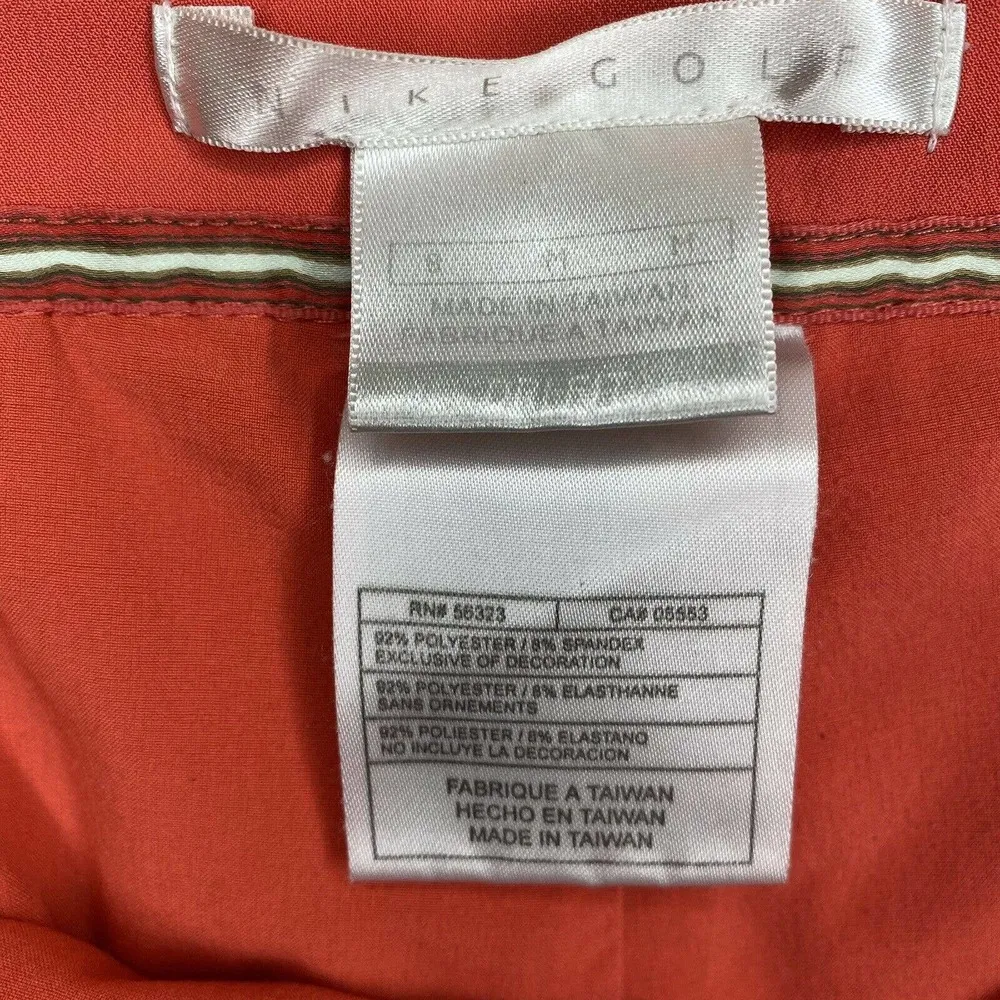 NIKE GOLF
MADE IN TAIWAN
FABRIQUE A TAIWAN
RN# 56323 CA# 05553
92% POLYESTER / 8% SPANDEX
EXCLUSIVE OF DECORATION
92% POLYESTER / 8% ELASTHANNE
SANS ORNEMENTS
92% POLIESTER / 8% ELASTANO
NO INCLUYE LA DECORACION
FABRIQUE A TAIWAN
HECHO EN TAIWAN
MADE IN TAIWAN